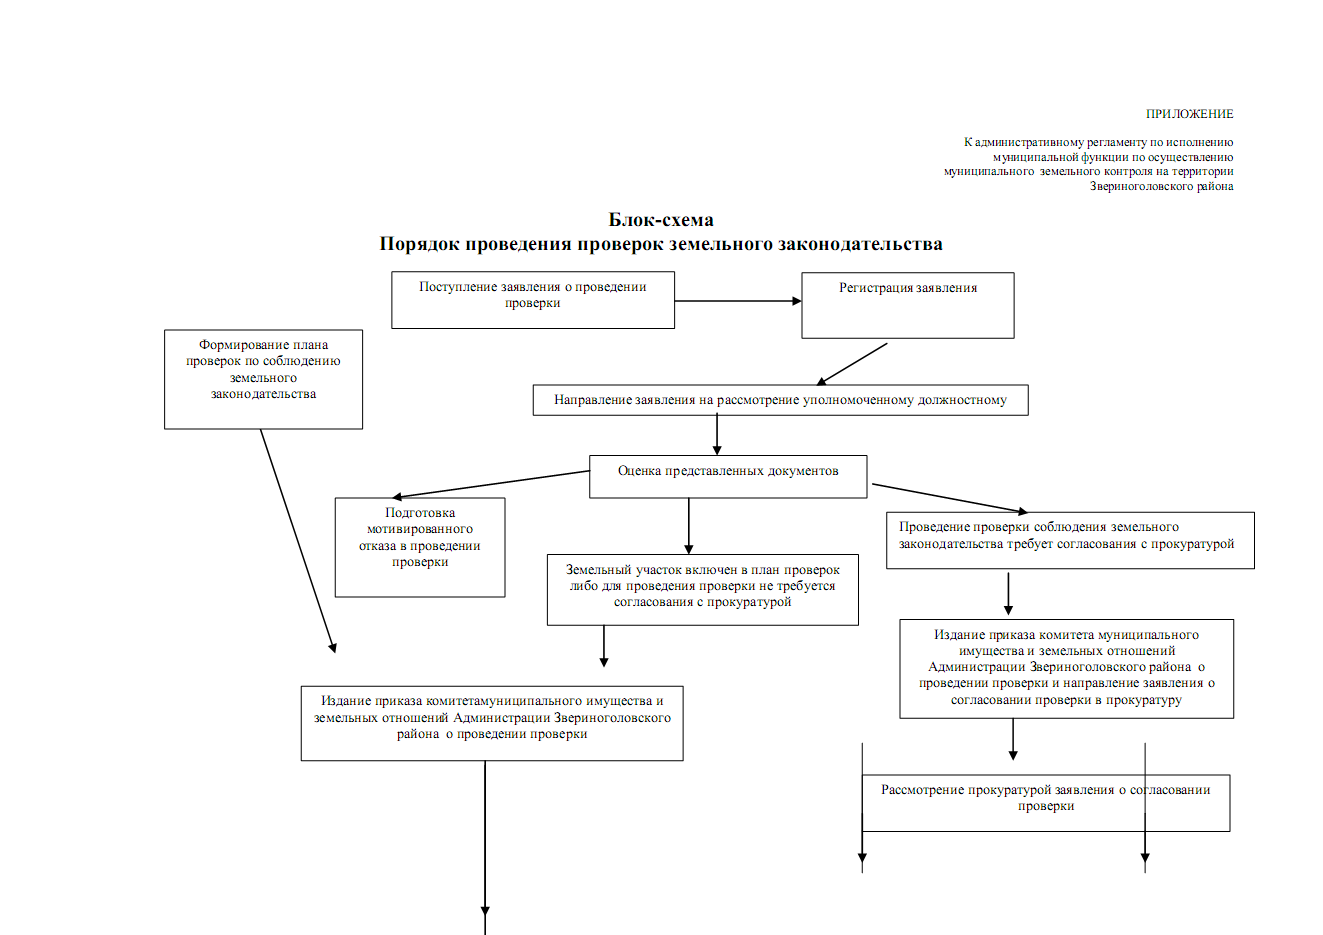 ПРИЛОЖЕНИЕ
К административному регламенту по исполнению
муниципальной функции по осуществлению
муниципального земельного контроля на территории
Звериноголовского района
Блок-схема
Порядок проведения проверок земельного законодательства
Поступление заявления о проведении
проверки
Регистрация заявления
Формирование плана
проверок по соблюдению
земельного
законодательства
Направление заявления на рассмотрение уполномоченному должностному
Оценка представленных документов
Подготовка
мотивированного
отказа в проведении
проверки
Земельный участок включен в план проверок
либо для проведения проверки не требуется
согласования с прокуратурой
Проведение проверки соблюдения земельного
законодательства требует согласования с прокуратурой
Издание приказа комитета муниципального
имущества и земельных отношений
Администрации Звериноголовского района о
проведении проверки и направление заявления о
согласовании проверки в прокуратуру
Издание приказа комитетамуниципального имущества и
земельных отношений Администрации Звериноголовского
района о проведении проверки
Рассмотрение прокуратурой заявления о согласовании
проверки